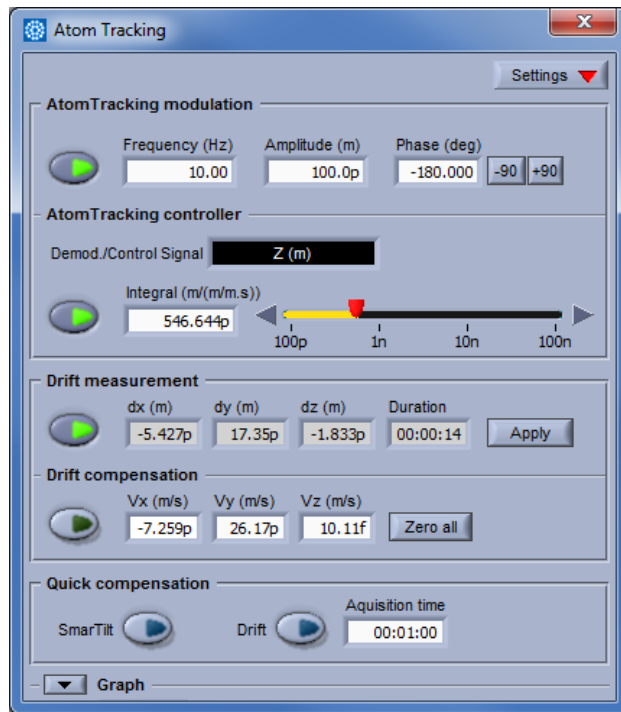 Atom Tracking
Settings
AtomTracking modulation
Frequency (Hz) Amplitude (m) Phase (deg)
10.00 100.0p -180.000 -90 +90
AtomTracking controller
Demod./Control Signal Z (m)
Integral (m/(m/m.s))
546.644p
100p 1n 10n 100n
Drift measurement
dx (m) dy (m) dz (m) Duration
-5.427p 17.35p -1.833p 00:00:14 Apply
Drift compensation
Vx (m/s) Vy (m/s) Vz (m/s)
-7.259p 26.17p 10.11f Zero all
Quick compensation
Aquisition time
SmarTilt Drift 00:01:00
Graph